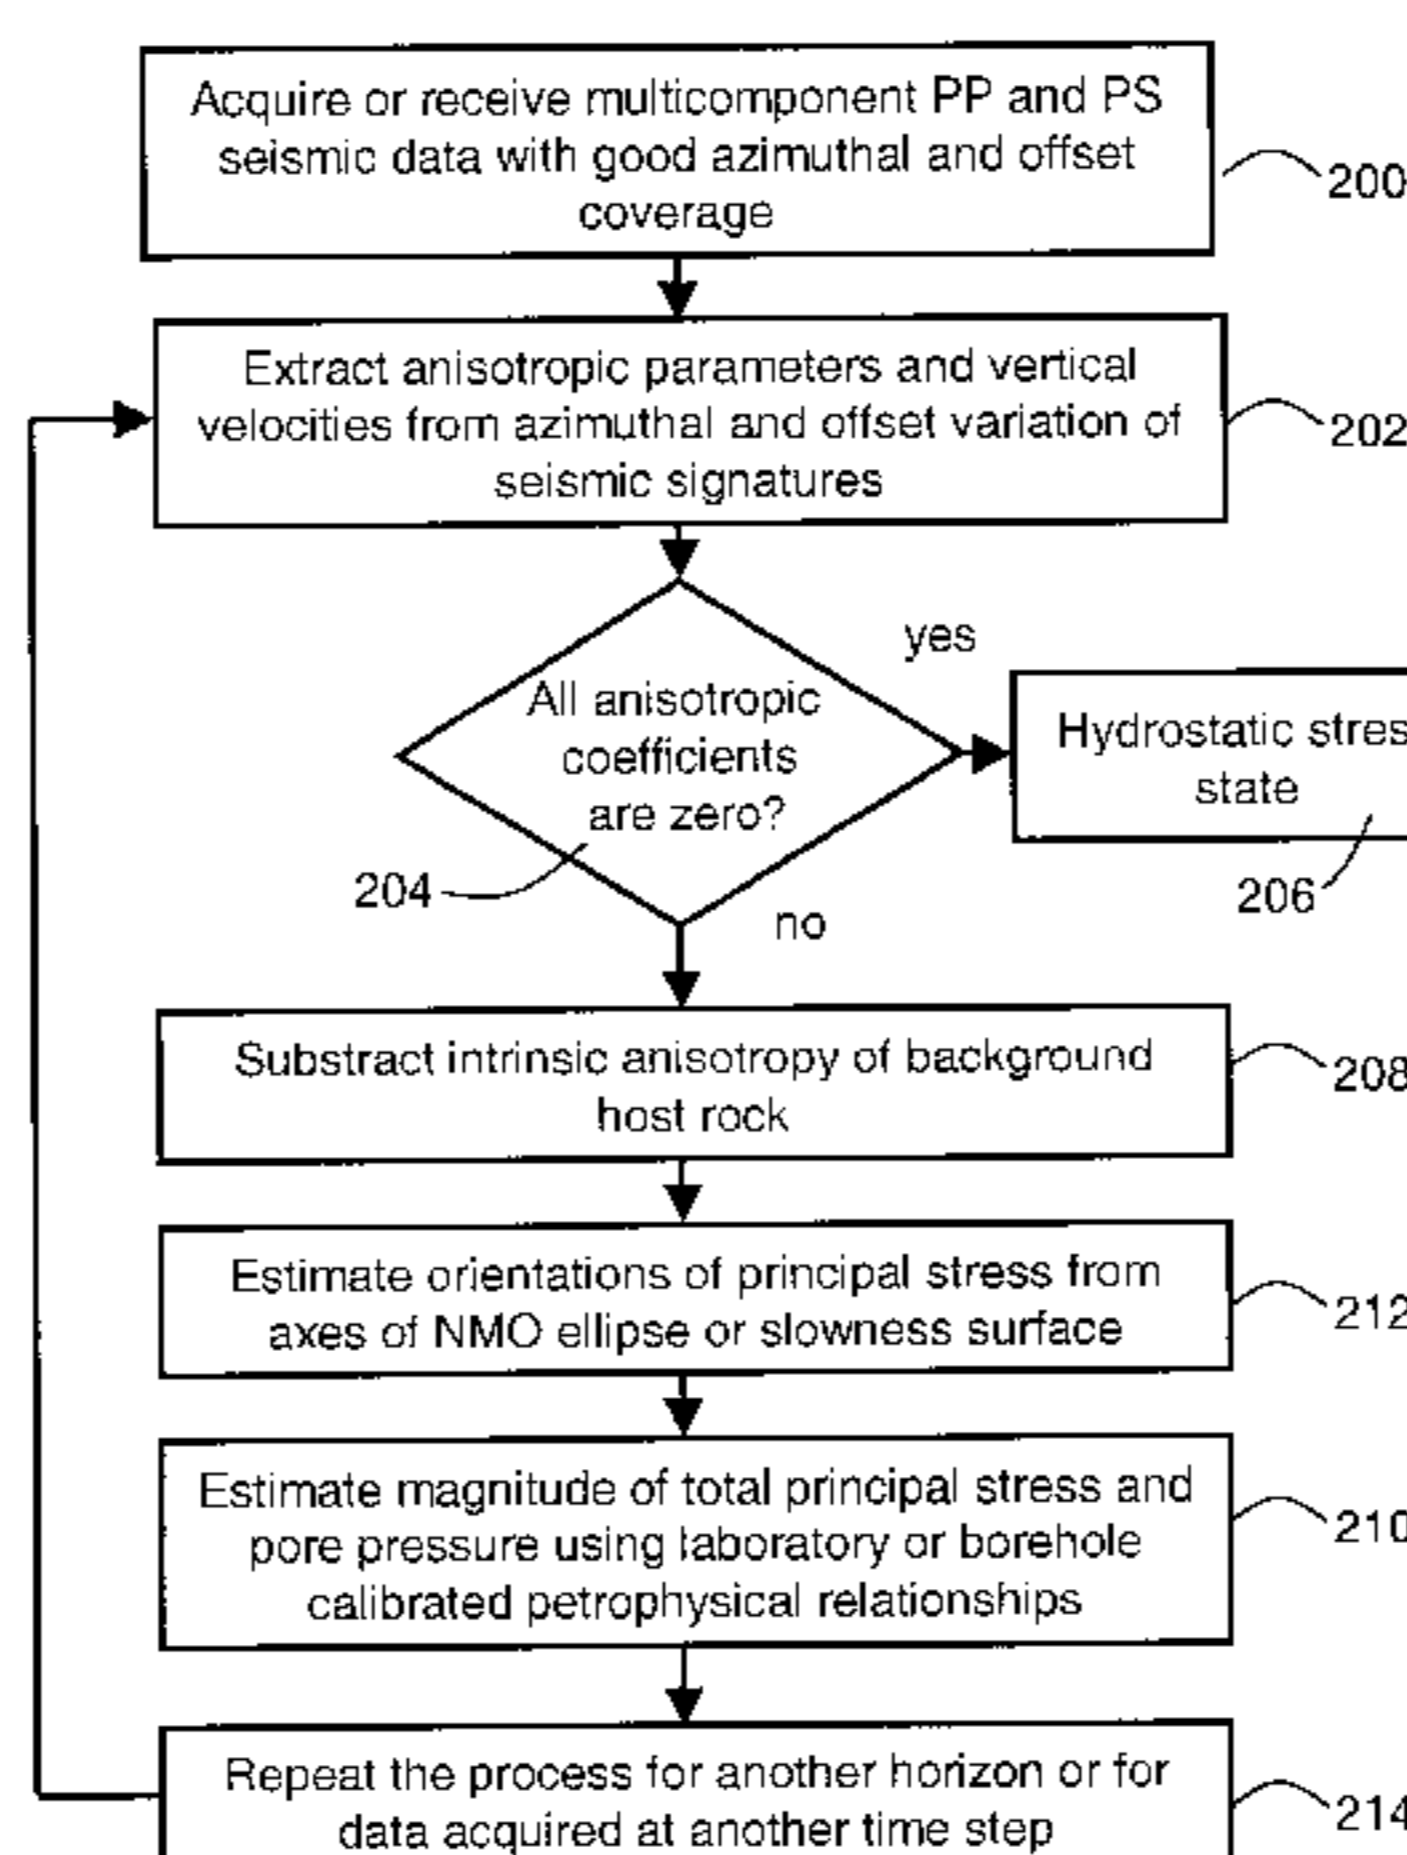 Acquire or receive multicomponent PP and PS
seismic data with good azimuthal and offset
coverage
200
Extract anisotropic parameters and vertical
velocities from azimuthal and offset variation of
seismic signatures
202
yes
All anisotropic
coefficients
are zero?
204
Hydrostatic stres
state
206
no
Substract intrinsic anisotropy of background
host rock
208
Estimate orientations of principal stress from
axes of NMO ellipse or slowness surface
212
Estimate magnitude of total principal stress and
pore pressure using laboratory or borehole
calibrated petrophysical relationships
210
Repeat the process for another horizon or for
data acquired at another time step
214